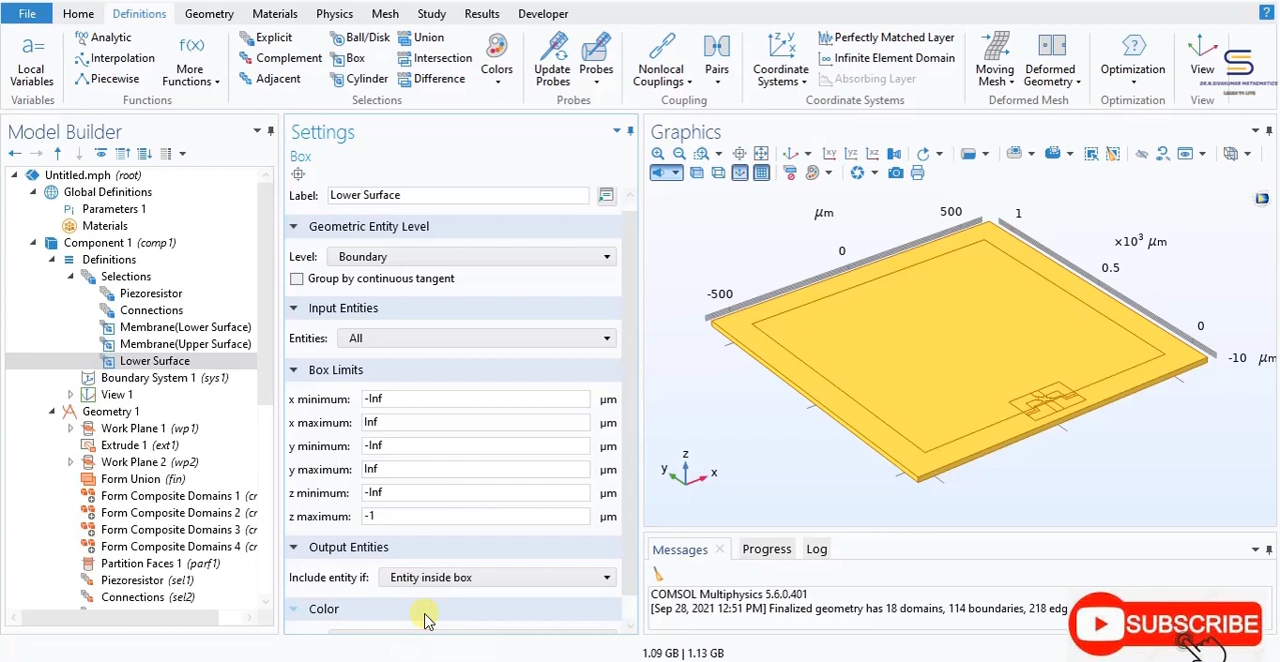 File Home Definitions Geometry Materials Physics Mesh Study Results Developer ?
a= Local Variables
Variables
Analytic
Interpolation
Piecewise
f(x) More Functions
Functions
Explicit Ball/Disk Union
Complement Box Intersection
Adjacent Cylinder Difference
Colors
Selections
Update Probes Probes
Probes
Nonlocal Couplings Pairs
Coupling
Coordinate Systems
Perfectly Matched Layer
Infinite Element Domain
Absorbing Layer
Coordinate Systems
Moving Mesh Deformed Geometry
Deformed Mesh
Optimization
Optimization
View
View
Model Builder
Untitled.mph (root)
Global Definitions
Pi Parameters 1
Materials
Component 1 (comp1)
Definitions
Selections
Piezoresistor
Connections
Membrane(Lower Surface)
Membrane(Upper Surface)
Lower Surface
Boundary System 1 (sys1)
View 1
Geometry 1
Work Plane 1 (wp1)
Extrude 1 (ext1)
Work Plane 2 (wp2)
Form Union (fin)
Form Composite Domains 1 (cr
Form Composite Domains 2 (cr
Form Composite Domains 3 (cr
Form Composite Domains 4 (cr
Partition Faces 1 (parf1)
Piezoresistor (sel1)
Connections (sel2)
Settings
Box
Label: Lower Surface
Geometric Entity Level
Level: Boundary
Group by continuous tangent
Input Entities
Entities: All
Box Limits
x minimum: -Inf µm
x maximum: Inf µm
y minimum: -Inf µm
y maximum: Inf µm
z minimum: -Inf µm
z maximum: -1 µm
Output Entities
Include entity if: Entity inside box
Color
Graphics
xy yz xz
µm 500 1
×10³ µm
0 0.5
-500
0
-10 µm
z
y x
Messages Progress Log
COMSOL Multiphysics 5.6.0.401
[Sep 28, 2021 12:51 PM] Finalized geometry has 18 domains, 114 boundaries, 218 edg
SUBSCRIBE
1.09 GB | 1.13 GB